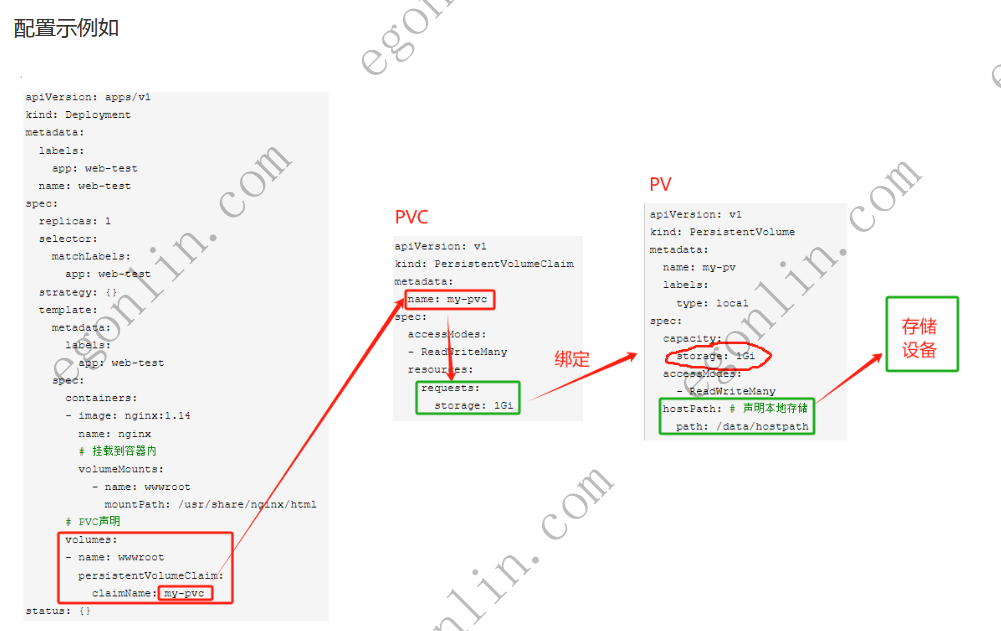 配置示例如
apiVersion: apps/v1
kind: Deployment
metadata:
  labels:
    app: web-test
  name: web-test
spec:
  replicas: 1
  selector:
    matchLabels:
      app: web-test
  strategy: {}
  template:
    metadata:
      labels:
        app: web-test
    spec:
      containers:
      - image: nginx:1.14
        name: nginx
        # 挂载到容器内
        volumeMounts:
          - name: wwwroot
            mountPath: /usr/share/nginx/html
      # PVC声明
      volumes:
      - name: wwwroot
        persistentVolumeClaim:
          claimName: my-pvc
status: {}
PVC
apiVersion: v1
kind: PersistentVolumeClaim
metadata:
  name: my-pvc
spec:
  accessModes:
  - ReadWriteMany
  resources:
    requests:
      storage: 1Gi
绑定
PV
apiVersion: v1
kind: PersistentVolume
metadata:
  name: my-pv
  labels:
    type: local
spec:
  capacity:
    storage: 1Gi
  accessModes:
    - ReadWriteMany
  hostPath: # 声明本地存储
    path: /data/hostpath
存储
设备
egonlin.com
egonlin.com